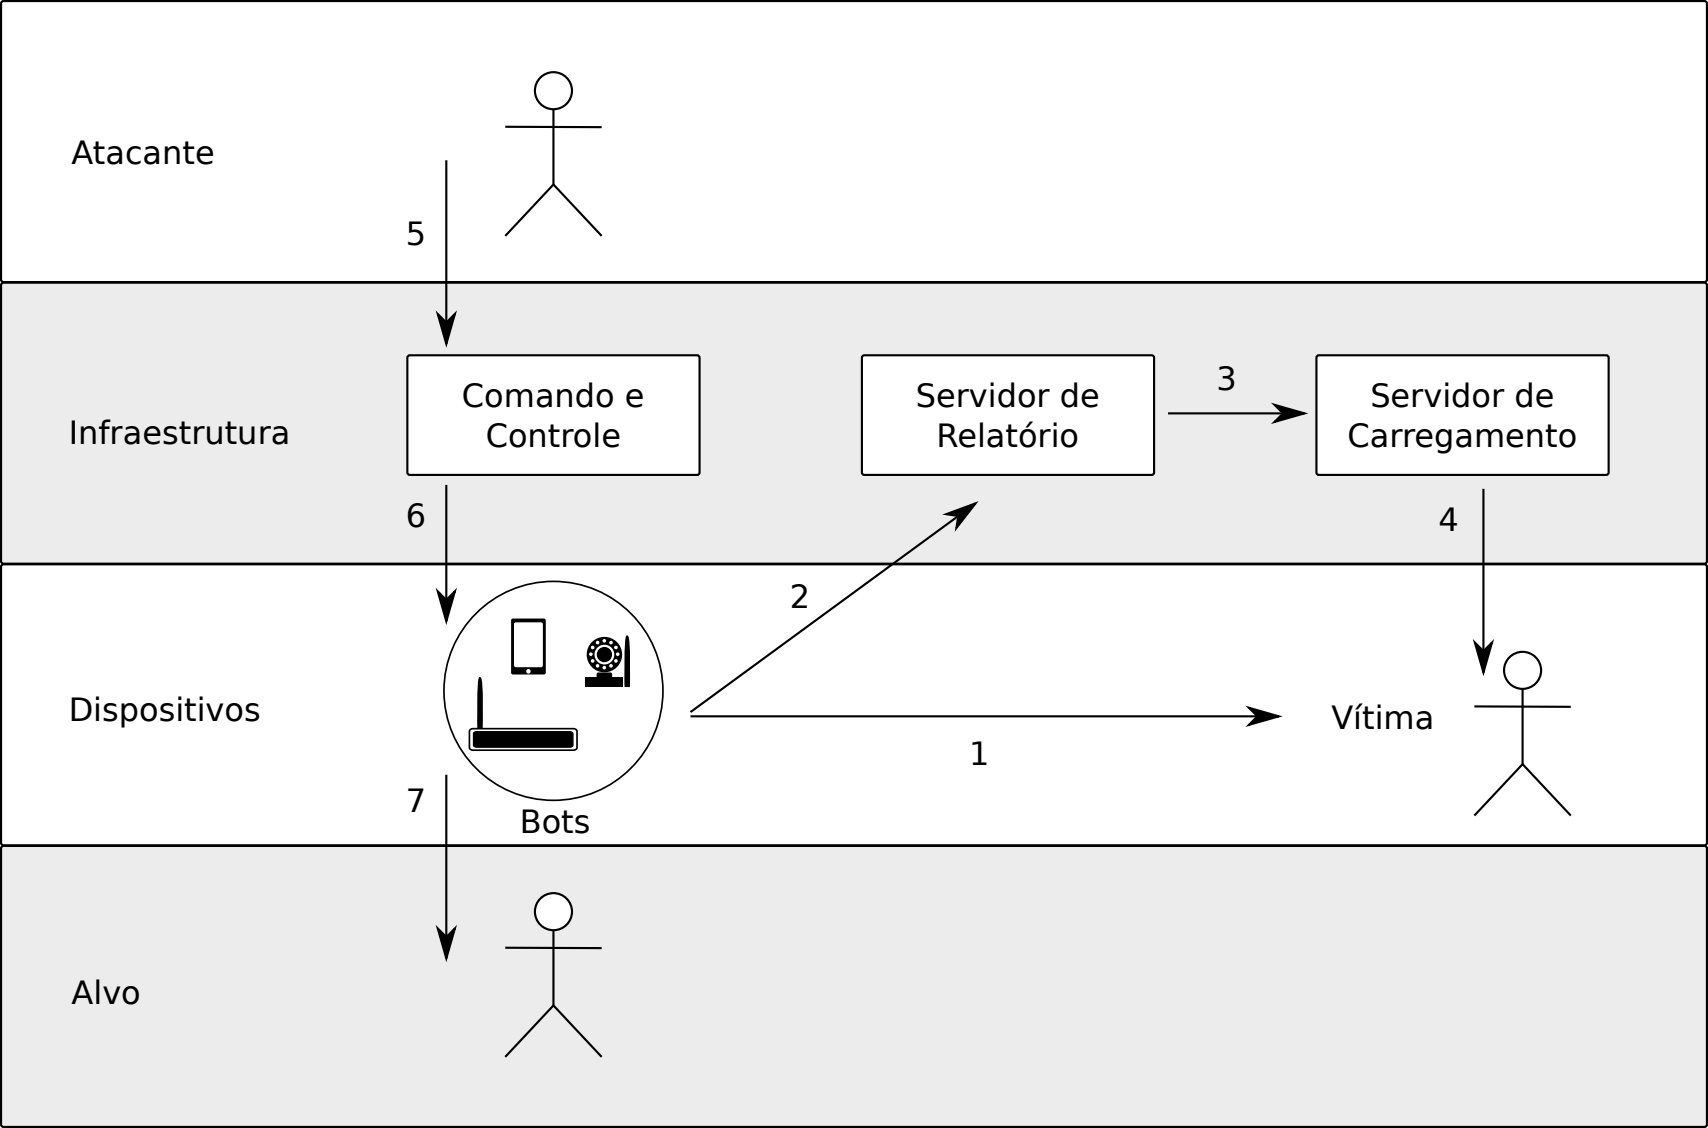 Atacante
5
Infraestrutura
Comando e
Controle
Servidor de
Relatório
3
Servidor de
Carregamento
6
4
2
Dispositivos
Vítima
1
7
Bots
Alvo